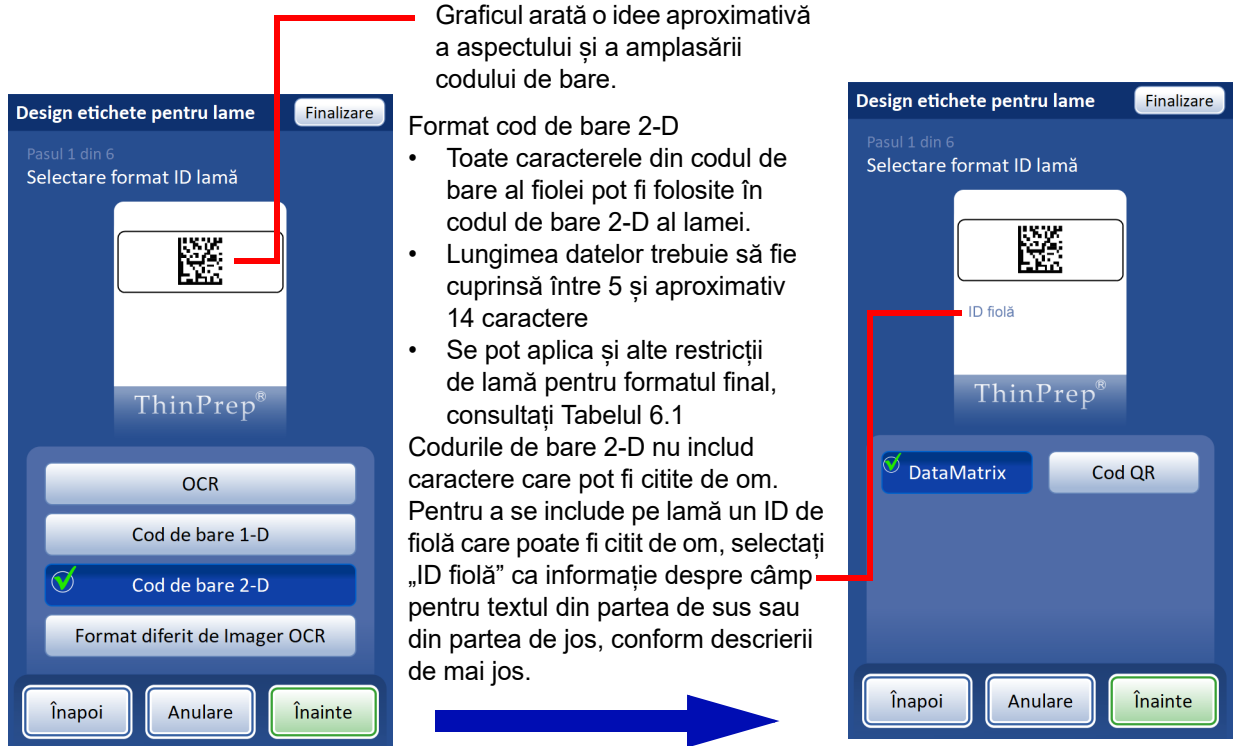 Graficul arată o idee aproximativă
a aspectului și a amplasării
codului de bare.
Design etichete pentru lame
Finalizare
Pasul 1 din 6
Selectare format ID lamă
ThinPrep®
OCR
Cod de bare 1-D
Cod de bare 2-D
Format diferit de Imager OCR
Înapoi
Anulare
Înainte
Format cod de bare 2-D
• Toate caracterele din codul de
bare al fiolei pot fi folosite în
codul de bare 2-D al lamei.
• Lungimea datelor trebuie să fie
cuprinsă între 5 și aproximativ
14 caractere
• Se pot aplica și alte restricții
de lamă pentru formatul final,
consultați Tabelul 6.1
Codurile de bare 2-D nu includ
caractere care pot fi citite de om.
Pentru a se include pe lamă un ID de
fiolă care poate fi citit de om, selectați
„ID fiolă” ca informație despre câmp
pentru textul din partea de sus sau
din partea de jos, conform descrierii
de mai jos.
Design etichete pentru lame
Finalizare
Pasul 1 din 6
Selectare format ID lamă
ID fiolă
ThinPrep®
DataMatrix
Cod QR
Înapoi
Anulare
Înainte